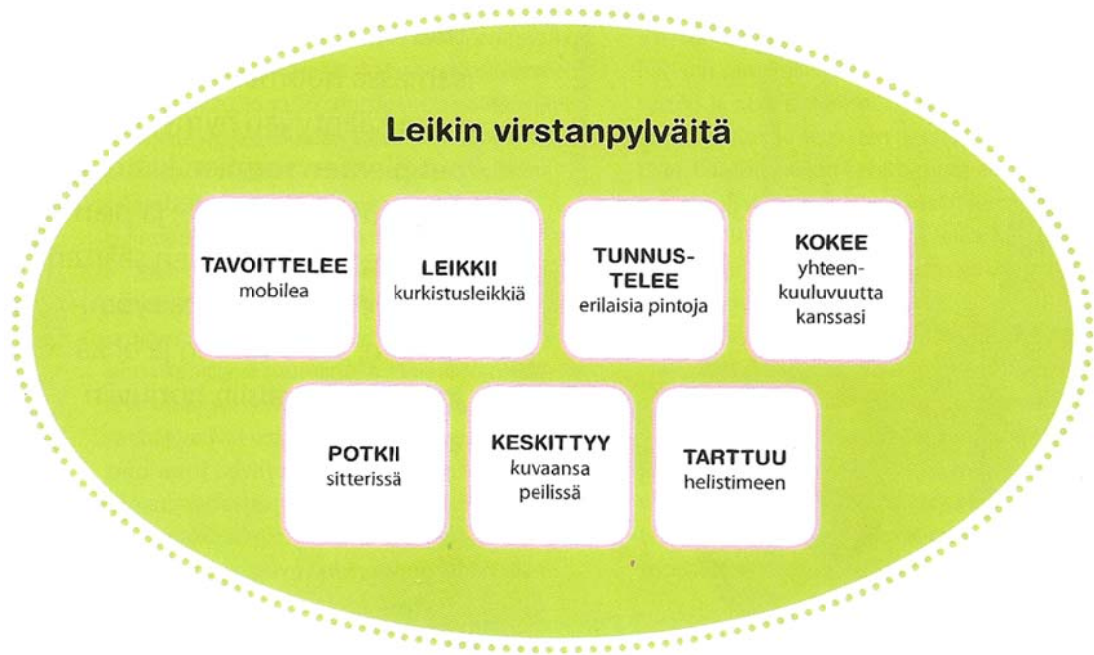 Leikin virstanpylväitä
TAVOITTELEE
mobilea
LEIKKII
kurkistusleikkiä
TUNNUS-
TELEE
erilaisia pintoja
KOKEE
yhteen-
kuuluvuutta
kanssasi
POTKII
sitterissä
KESKITTYY
kuvaansa
peilissä
TARTTUU
helistimeen